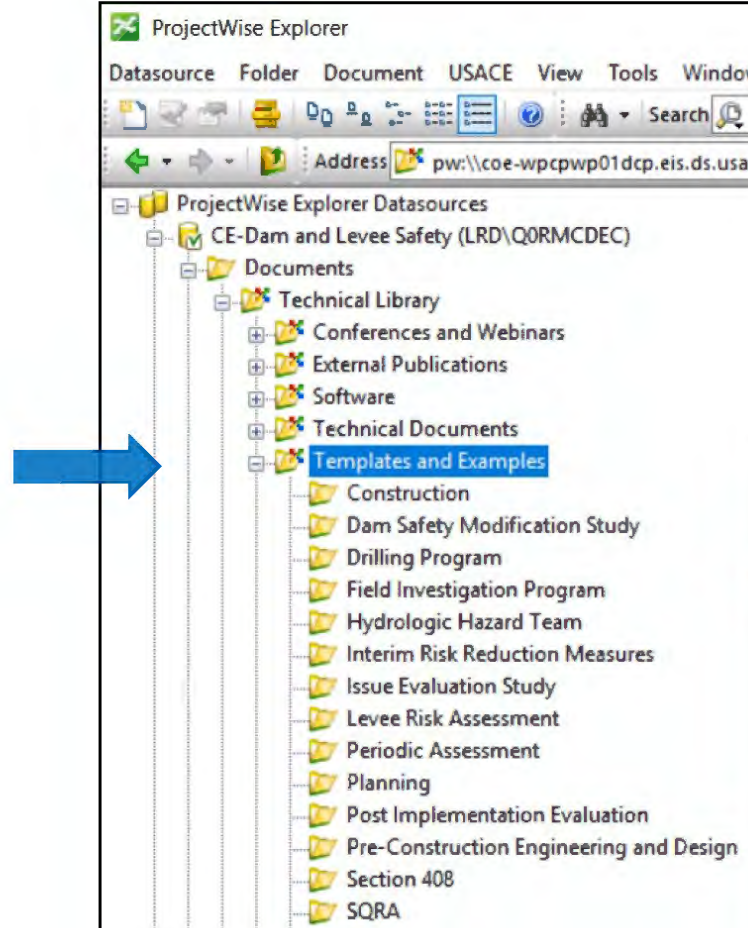 ProjectWise Explorer
Datasource Folder Document USACE View Tools Window
Search
Address pw:\\coe-wpcpwp01dcp.eis.ds.usa
ProjectWise Explorer Datasources
CE-Dam and Levee Safety (LRD\Q0RMCDEC)
Documents
Technical Library
Conferences and Webinars
External Publications
Software
Technical Documents
Templates and Examples
Construction
Dam Safety Modification Study
Drilling Program
Field Investigation Program
Hydrologic Hazard Team
Interim Risk Reduction Measures
Issue Evaluation Study
Levee Risk Assessment
Periodic Assessment
Planning
Post Implementation Evaluation
Pre-Construction Engineering and Design
Section 408
SQRA